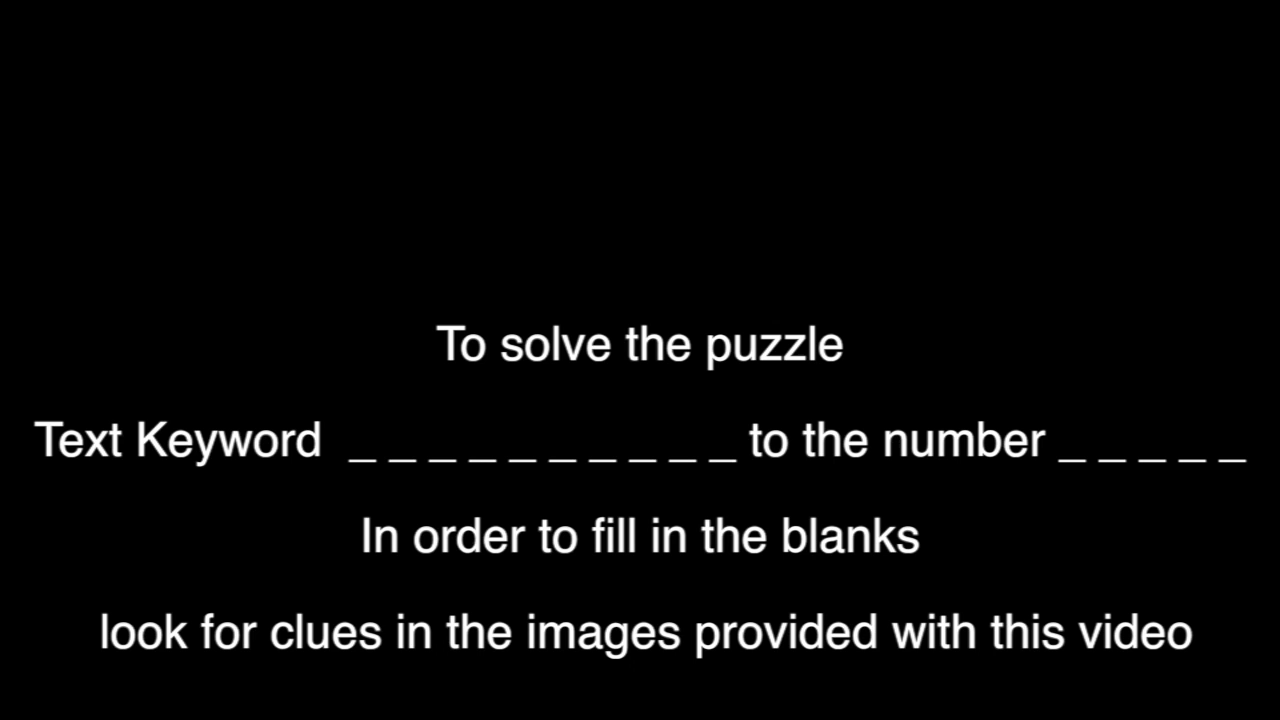 To solve the puzzle
Text Keyword _ _ _ _ _ _ _ _ _ _ to the number _ _ _ _ _
In order to fill in the blanks
look for clues in the images provided with this video